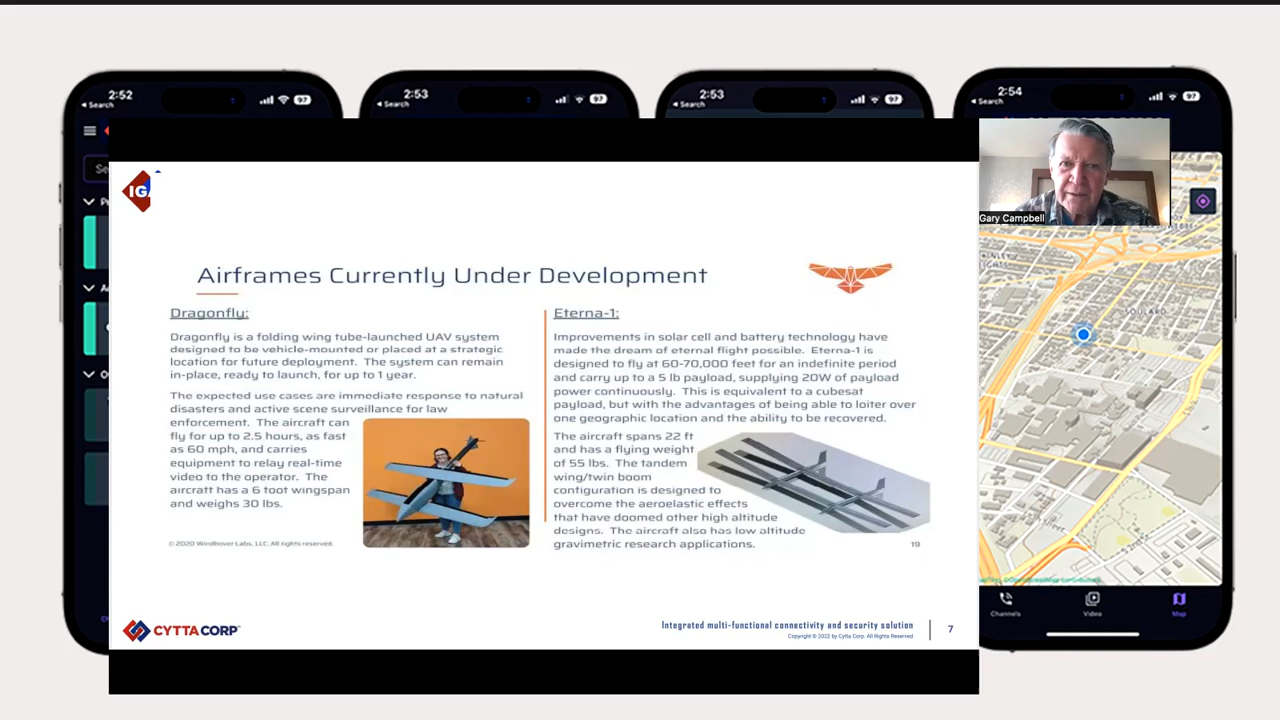 2:52
97
Search
2:53
97
Search
2:53
97
Search
2:54
97
Search
Se
Gary Campbell
IG
Airframes Currently Under Development
Dragonfly:
Dragonfly is a folding wing tube-launched UAV system
designed to be vehicle-mounted or placed at a strategic
location for future deployment. The system can remain
in-place, ready to launch, for up to 1 year.
The expected use cases are immediate response to natural
disasters and active scene surveillance for law
enforcement. The aircraft can
fly for up to 2.5 hours, as fast
as 60 mph, and carries
equipment to relay real-time
video to the operator. The
aircraft has a 6 foot wingspan
and weighs 30 lbs.
© 2020 Windhover Labs, LLC. All rights reserved.
Eterna-1:
Improvements in solar cell and battery technology have
made the dream of eternal flight possible. Eterna-1 is
designed to fly at 60-70,000 feet for an indefinite period
and carry up to a 5 lb payload, supplying 20W of payload
power continuously. This is equivalent to a cubesat
payload, but with the advantages of being able to loiter over
one geographic location and the ability to be recovered.
The aircraft spans 22 ft
and has a flying weight
of 55 lbs. The tandem
wing/twin boom
configuration is designed to
overcome the aeroelastic effects
that have doomed other high altitude
designs. The aircraft also has low altitude
gravimetric research applications.
19
SOULARD
CYTTA CORP™
Integrated multi-functional connectivity and security solution
Copyright © 2022 by Cytta Corp. All Rights Reserved
7
Channels
Video
Map